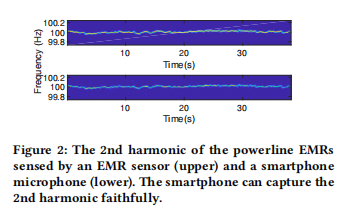 100.2
100
99.8
10 20 30
Time(s)
Frequency (Hz)
100.2
100
99.8
10 20 30
Time(s)
Figure 2: The 2nd harmonic of the powerline EMRs
sensed by an EMR sensor (upper) and a smartphone
microphone (lower). The smartphone can capture the
2nd harmonic faithfully.